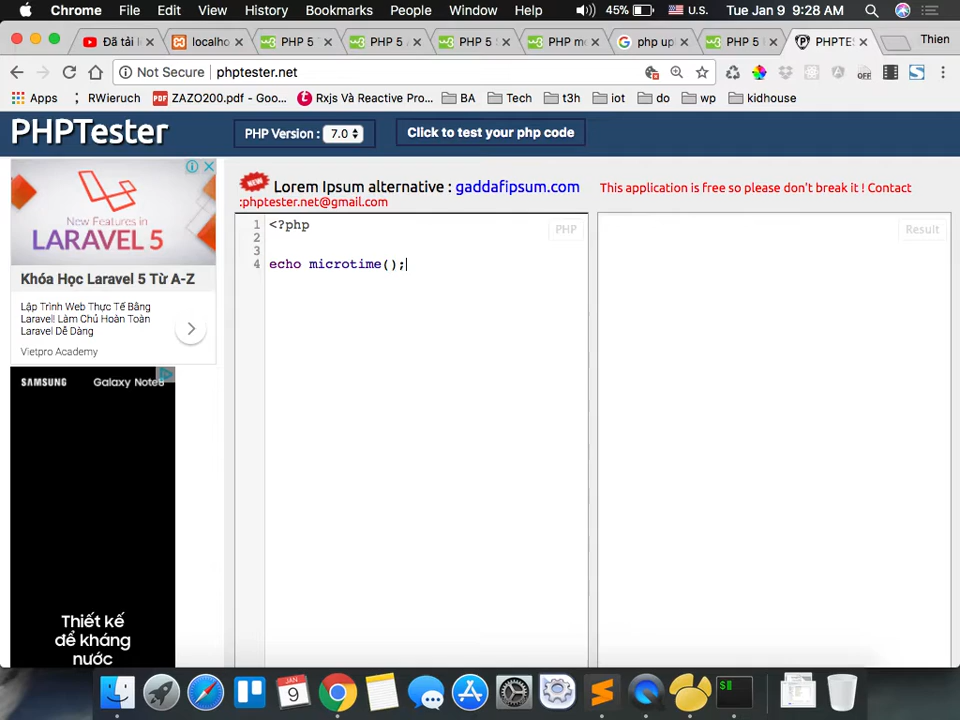 Chrome File Edit View History Bookmarks People Window Help 45% U.S. Tue Jan 9 9:28 AM
Đã tải l localho PHP 5 PHP 5 PHP 5 PHP m php up PHP 5 PHPTE Thien
Not Secure phptester.net OFF
Apps RWieruch ZAZO200.pdf - Goo... Rxjs Và Reactive Pro... BA Tech t3h iot do wp kidhouse
PHPTester PHP Version : 7.0 Click to test your php code
New Features in
LARAVEL 5
Khóa Học Laravel 5 Từ A-Z
Lập Trình Web Thực Tế Bằng
Laravel! Làm Chủ Hoàn Toàn
Laravel Dễ Dàng
Vietpro Academy
SAMSUNG Galaxy Note8
Thiết kế
để kháng
nước
NEW Lorem Ipsum alternative : gaddafipsum.com This application is free so please don't break it ! Contact
:phptester.net@gmail.com
1 <?php PHP
2
3
4 echo microtime();
Result
JAN
9